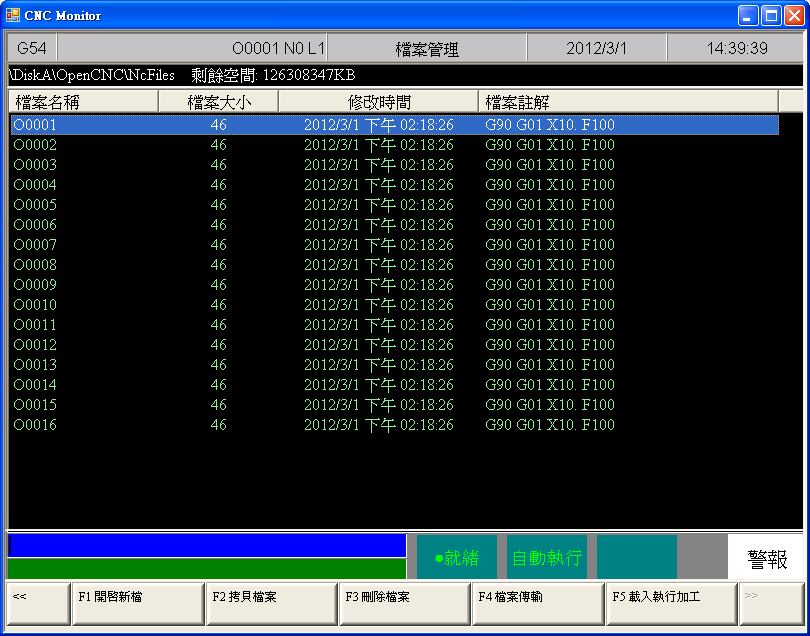 CNC Monitor
G54 O0001 N0 L1 檔案管理 2012/3/1 14:39:39
\DiskA\OpenCNC\NcFiles 剩餘空間: 126308347KB
檔案名稱 檔案大小 修改時間 檔案註解
O0001 46 2012/3/1 下午 02:18:26 G90 G01 X10. F100
O0002 46 2012/3/1 下午 02:18:26 G90 G01 X10. F100
O0003 46 2012/3/1 下午 02:18:26 G90 G01 X10. F100
O0004 46 2012/3/1 下午 02:18:26 G90 G01 X10. F100
O0005 46 2012/3/1 下午 02:18:26 G90 G01 X10. F100
O0006 46 2012/3/1 下午 02:18:26 G90 G01 X10. F100
O0007 46 2012/3/1 下午 02:18:26 G90 G01 X10. F100
O0008 46 2012/3/1 下午 02:18:26 G90 G01 X10. F100
O0009 46 2012/3/1 下午 02:18:26 G90 G01 X10. F100
O0010 46 2012/3/1 下午 02:18:26 G90 G01 X10. F100
O0011 46 2012/3/1 下午 02:18:26 G90 G01 X10. F100
O0012 46 2012/3/1 下午 02:18:26 G90 G01 X10. F100
O0013 46 2012/3/1 下午 02:18:26 G90 G01 X10. F100
O0014 46 2012/3/1 下午 02:18:26 G90 G01 X10. F100
O0015 46 2012/3/1 下午 02:18:26 G90 G01 X10. F100
O0016 46 2012/3/1 下午 02:18:26 G90 G01 X10. F100
●就緒 自動執行 警報
<< F1 開啓新檔 F2 拷貝檔案 F3 刪除檔案 F4 檔案傳輸 F5 載入執行加工 >>